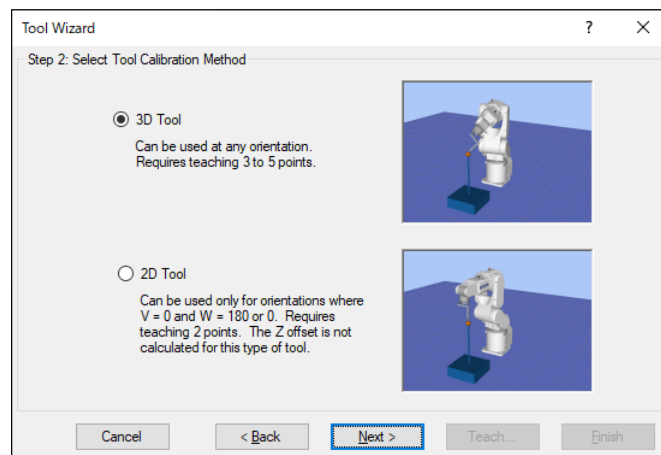 Tool Wizard
?
Step 2: Select Tool Calibration Method
3D Tool
Can be used at any orientation.
Requires teaching 3 to 5 points.
2D Tool
Can be used only for orientations where
V = 0 and W = 180 or 0. Requires
teaching 2 points. The Z offset is not
calculated for this type of tool.
Cancel
< Back
Next >
Teach...
Finish